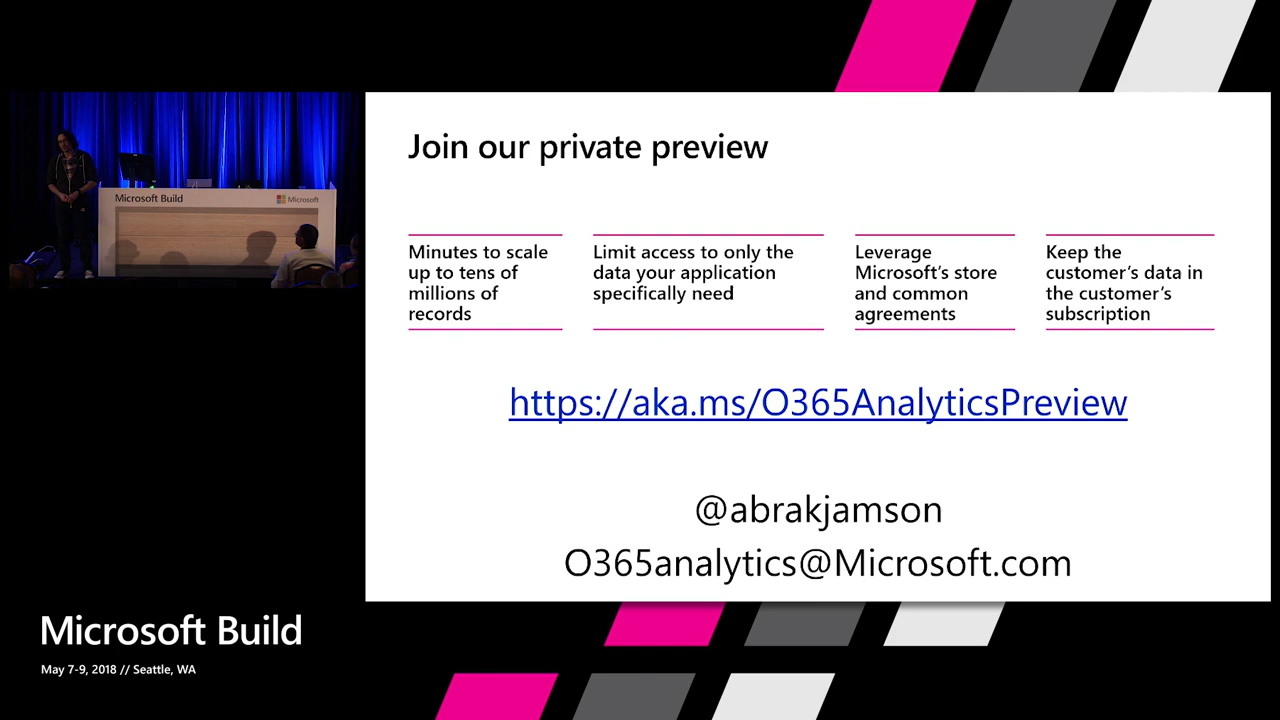 Join our private preview
Minutes to scale
up to tens of
millions of
records
Limit access to only the
data your application
specifically need
Leverage
Microsoft's store
and common
agreements
Keep the
customer's data in
the customer's
subscription
https://aka.ms/O365AnalyticsPreview
@abrakjamson
O365analytics@Microsoft.com
Microsoft Build
Microsoft
Microsoft Build
May 7-9, 2018 // Seattle, WA